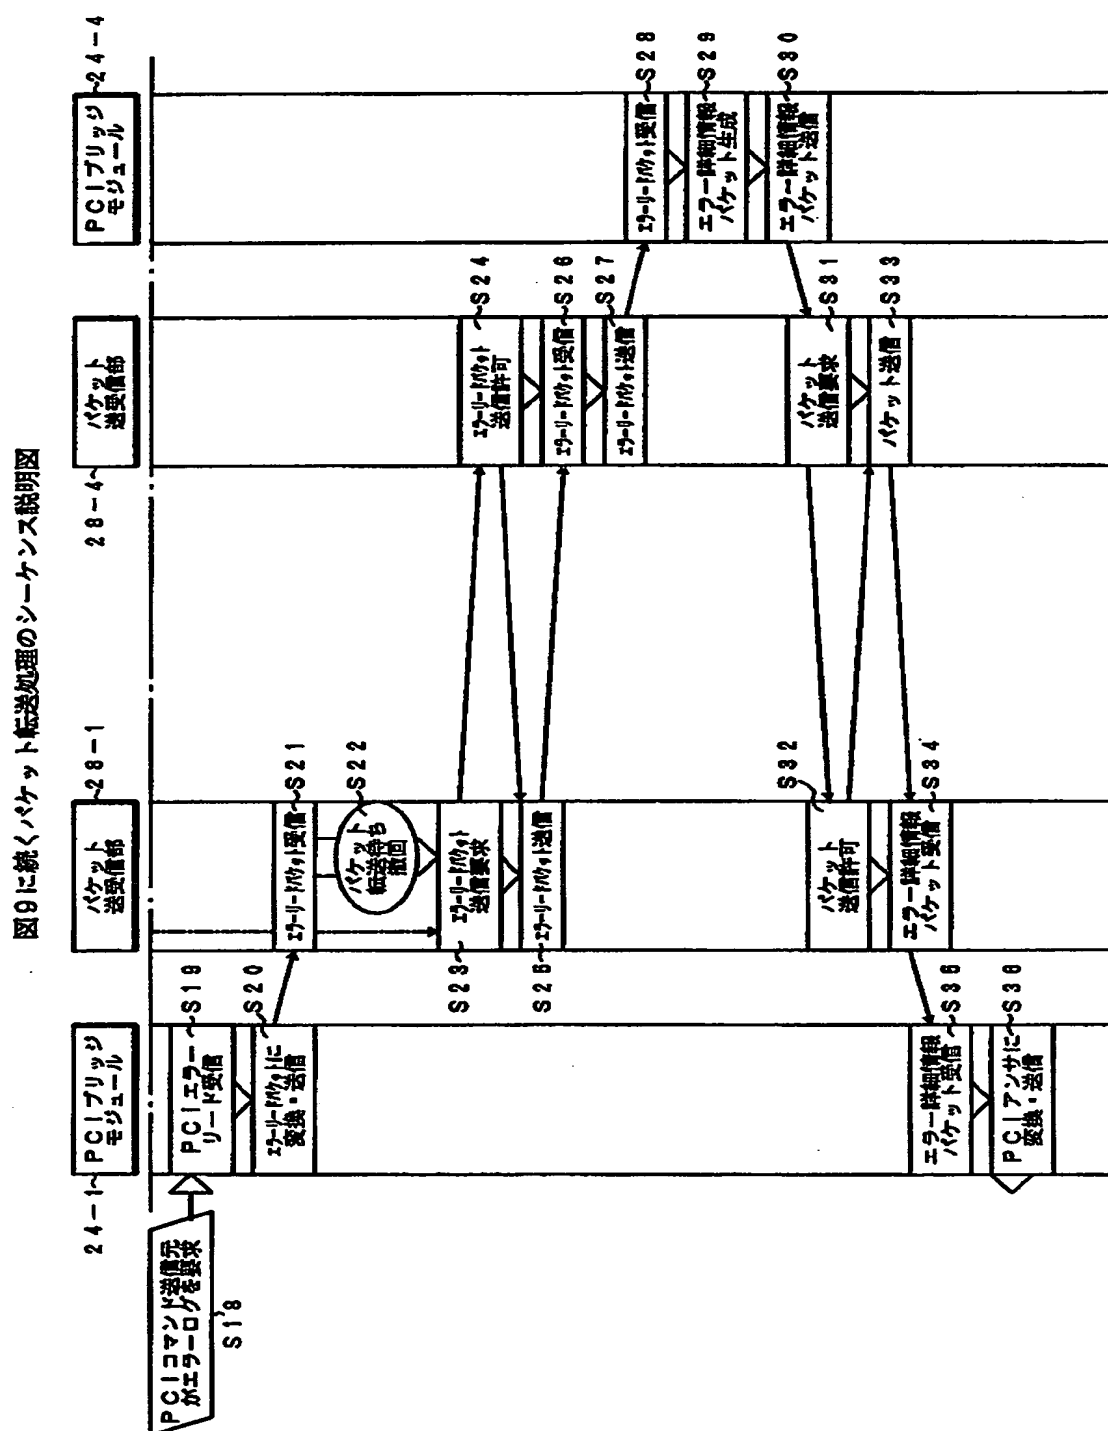 図9に続くパケット転送処理のシーケンス説明図
24-1
PCIブリッジ
モジュール
パケット
送受信部
28-1
28-4
パケット
送受信部
PCIブリッジ
モジュール
24-4
PCIコマンド送信元
がエラーログを要求
S18
PCIエラー
リード受信
S19
エラーリードパケットに
変換・送信
S20
エラーリードパケット受信
S21
パケット
転送待ち
撤回
S22
エラーリードパケット
送信要求
S23
エラーリードパケット
送信許可
S24
エラーリードパケット送信
S25
エラーリードパケット受信
S26
エラーリードパケット送信
S27
エラーリードパケット受信
S28
エラー詳細情報
パケット生成
S29
エラー詳細情報
パケット送信
S30
パケット
送信要求
S31
パケット
送信許可
S32
パケット送信
S33
エラー詳細情報
パケット受信
S34
エラー詳細情報
パケット受信
PCIアンサに
変換・送信
S36